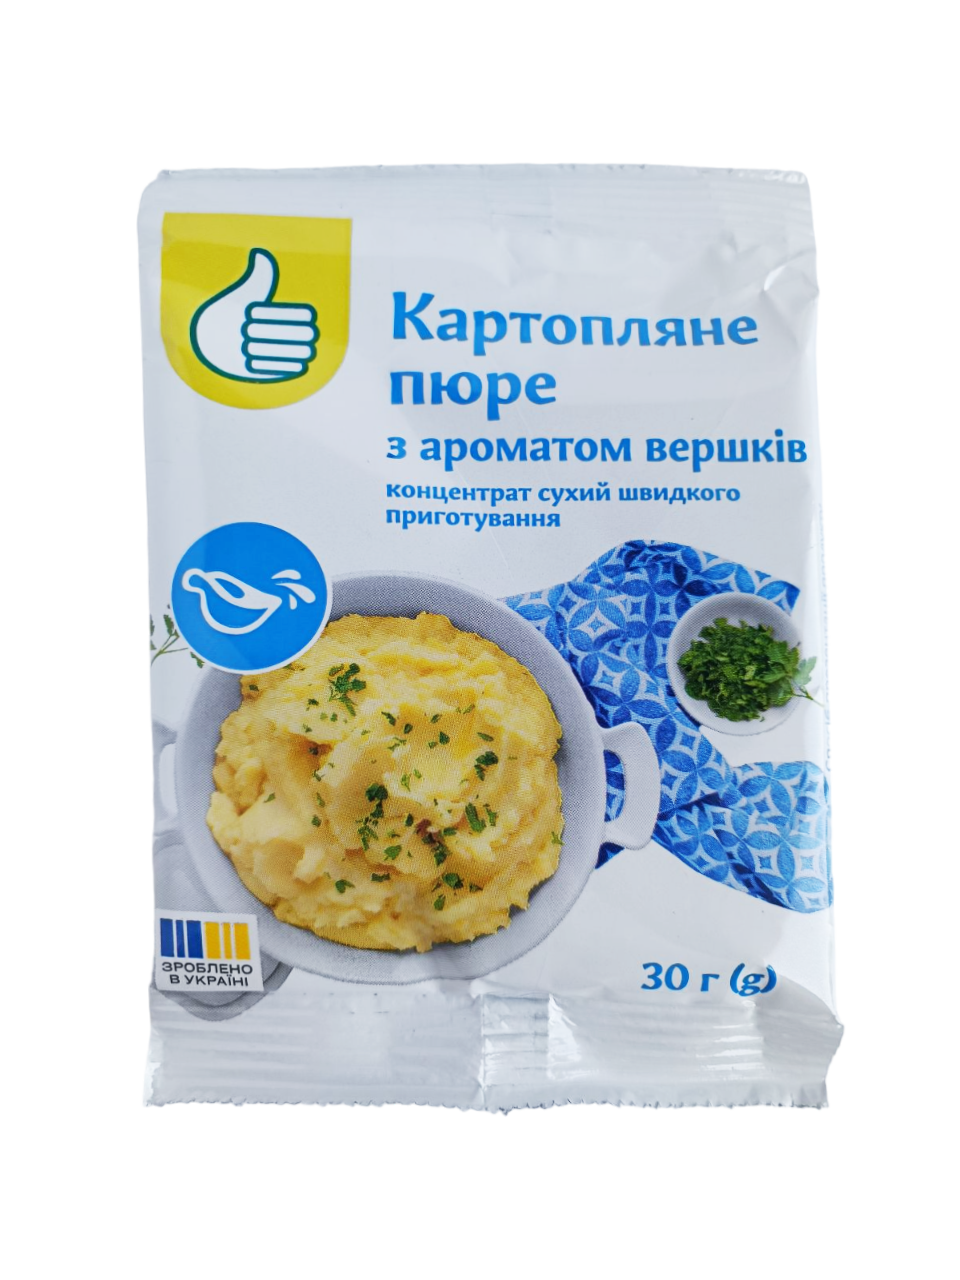 Картопляне
пюре
з ароматом вершків
концентрат сухий швидкого
приготування
ЗРОБЛЕНО
В УКРАЇНІ
30 г (g)